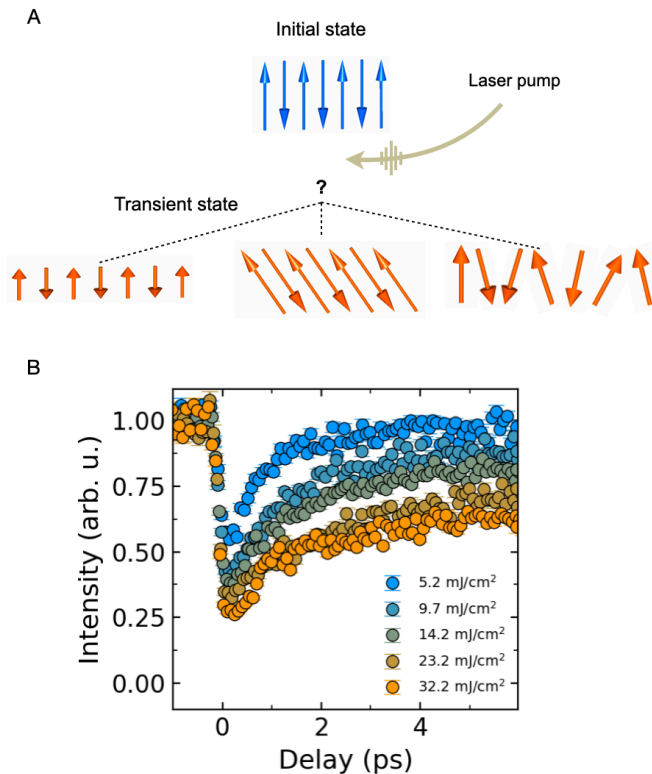 A
Initial state
Laser pump
?
Transient state
B
Intensity (arb. u.)
1.00
0.75
0.50
0.25
0.00
5.2 mJ/cm²
9.7 mJ/cm²
14.2 mJ/cm²
23.2 mJ/cm²
32.2 mJ/cm²
0 2 4
Delay (ps)